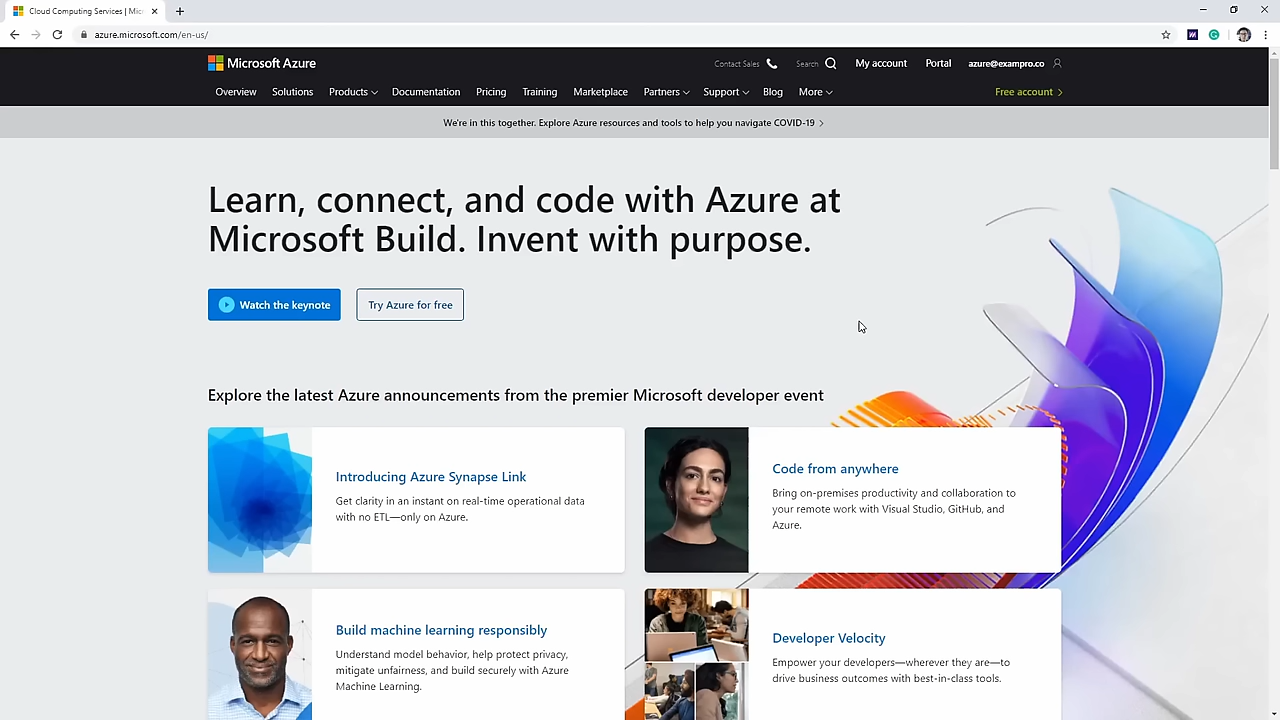 Cloud Computing Services | Mic
azure.microsoft.com/en-us/
Microsoft Azure
Contact Sales
Search
My account
Portal
azure@exampro.co
Overview
Solutions
Products
Documentation
Pricing
Training
Marketplace
Partners
Support
Blog
More
Free account
We're in this together. Explore Azure resources and tools to help you navigate COVID-19
Learn, connect, and code with Azure at
Microsoft Build. Invent with purpose.
Watch the keynote
Try Azure for free
Explore the latest Azure announcements from the premier Microsoft developer event
Introducing Azure Synapse Link
Get clarity in an instant on real-time operational data
with no ETL—only on Azure.
Code from anywhere
Bring on-premises productivity and collaboration to
your remote work with Visual Studio, GitHub, and
Azure.
Build machine learning responsibly
Understand model behavior, help protect privacy,
mitigate unfairness, and build securely with Azure
Machine Learning.
Developer Velocity
Empower your developers—wherever they are—to
drive business outcomes with best-in-class tools.